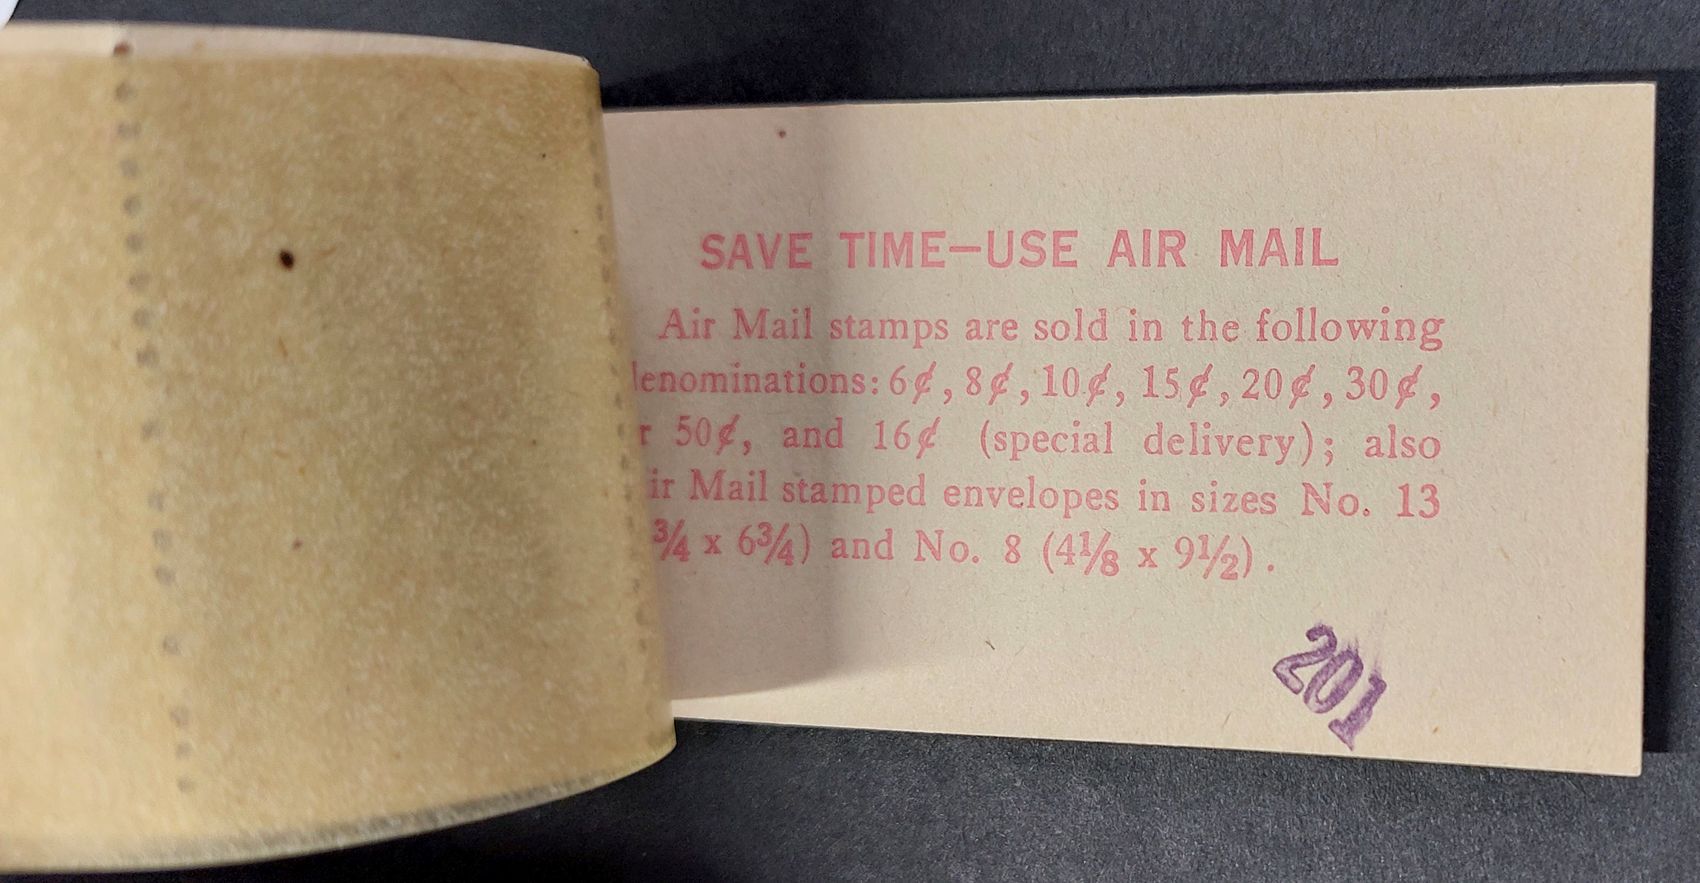 SAVE TIME—USE AIR MAIL
Air Mail stamps are sold in the following
enominations: 6¢, 8¢, 10¢, 15¢, 20¢, 30¢,
r 50¢, and 16¢ (special delivery); also
ir Mail stamped envelopes in sizes No. 13
¾ x 6¾) and No. 8 (4⅛ x 9½).
201